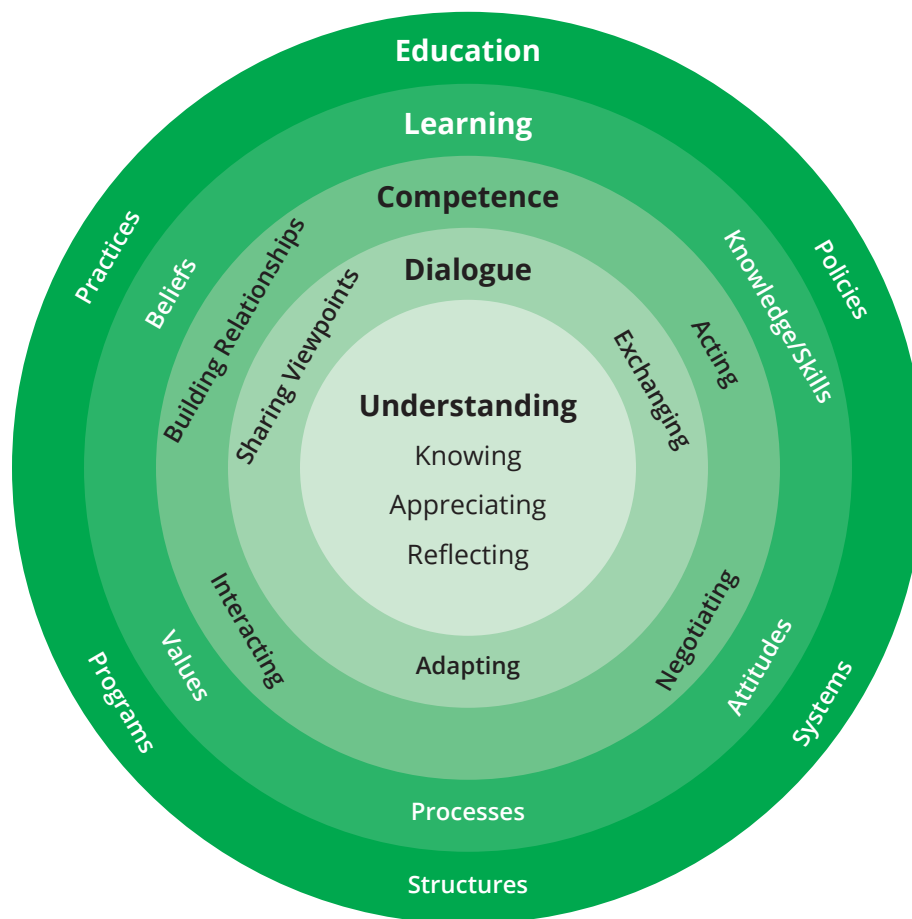 Education
Practices
Policies
Programs
Systems
Structures
Learning
Beliefs
Knowledge/Skills
Values
Attitudes
Processes
Competence
Building Relationships
Acting
Interacting
Negotiating
Dialogue
Sharing Viewpoints
Exchanging
Adapting
Understanding
Knowing
Appreciating
Reflecting